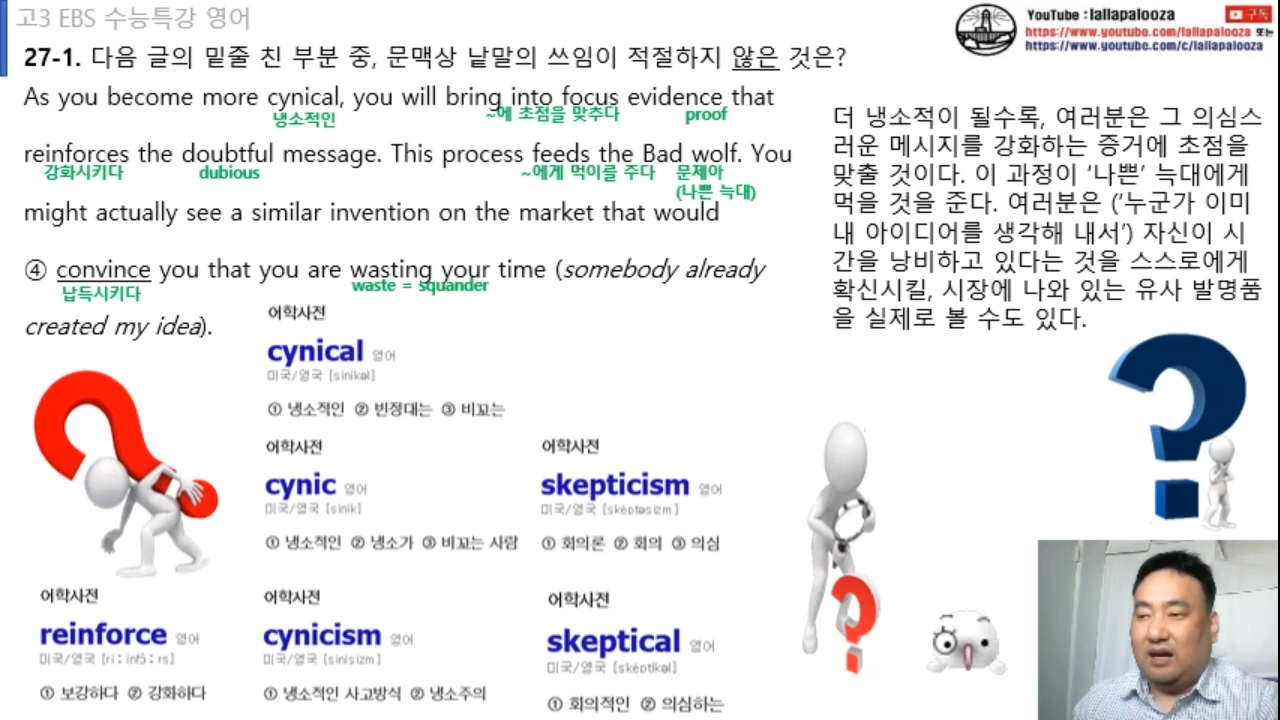 고3 EBS 수능특강 영어
YouTube : lallapalooza
구독
https://www.youtube.com/lallapalooza 또는
https://www.youtube.com/c/lallapalooza
27-1. 다음 글의 밑줄 친 부분 중, 문맥상 낱말의 쓰임이 적절하지 않은 것은?
As you become more cynical, you will bring into focus evidence that
냉소적인 ~에 초점을 맞추다 proof
reinforces the doubtful message. This process feeds the Bad wolf. You
강화시키다 dubious ~에게 먹이를 주다 문제아
(나쁜 늑대)
might actually see a similar invention on the market that would
④ convince you that you are wasting your time (somebody already
납득시키다 waste = squander
created my idea).
더 냉소적이 될수록, 여러분은 그 의심스
러운 메시지를 강화하는 증거에 초점을
맞출 것이다. 이 과정이 ‘나쁜’ 늑대에게
먹을 것을 준다. 여러분은 (‘누군가 이미
내 아이디어를 생각해 내서’) 자신이 시
간을 낭비하고 있다는 것을 스스로에게
확신시킬, 시장에 나와 있는 유사 발명품
을 실제로 볼 수도 있다.
어학사전
cynical 영어
미국/영국 [sinikəl]
① 냉소적인 ② 빈정대는 ③ 비꼬는
어학사전
cynic 영어
미국/영국 [sinik]
① 냉소적인 ② 냉소가 ③ 비꼬는 사람
어학사전
skepticism 영어
미국/영국 [sképtəsizm]
① 회의론 ② 회의 ③ 의심
어학사전
reinforce 영어
미국/영국 [riːinfɔ́ːrs]
① 보강하다 ② 강화하다
어학사전
cynicism 영어
미국/영국 [sinisizm]
① 냉소적인 사고방식 ② 냉소주의
어학사전
skeptical 영어
미국/영국 [sképtikəl]
① 회의적인 ② 의심하는